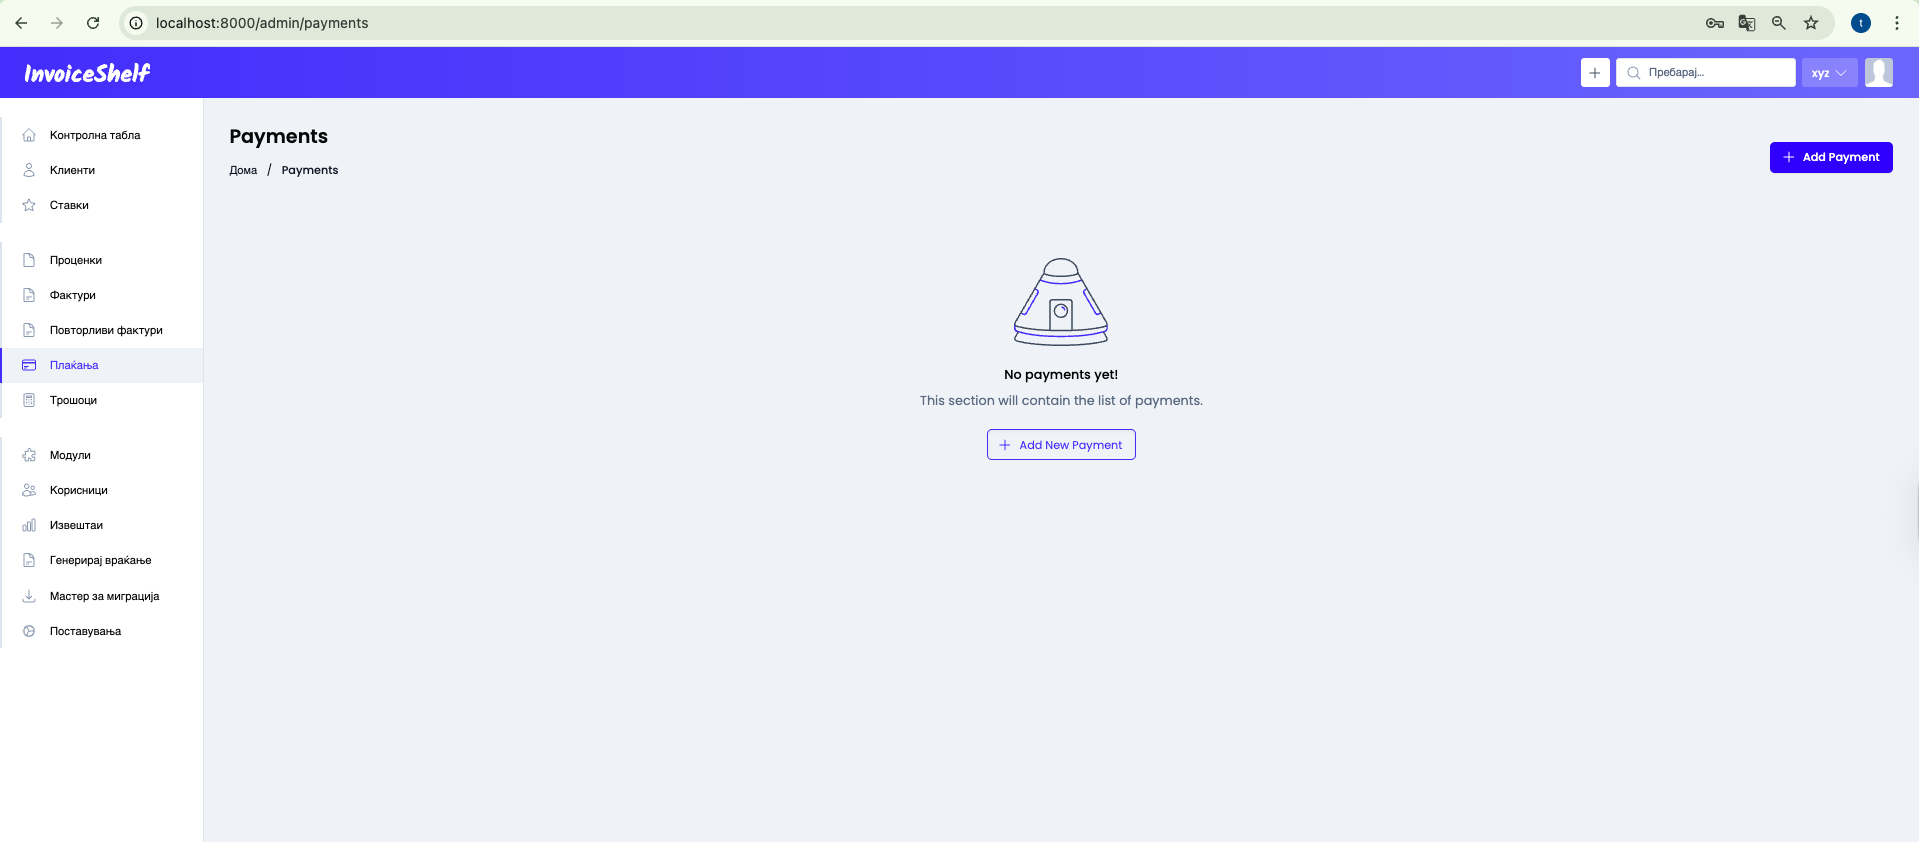 localhost:8000/admin/payments
t
InvoiceShelf
Пребарај...
xyz
Контролна табла
Клиенти
Ставки
Проценки
Фактури
Повторливи фактури
Плаќања
Трошоци
Модули
Корисници
Извештаи
Генерирај враќање
Мастер за миграција
Поставувања
Payments
Дома / Payments
Add Payment
No payments yet!
This section will contain the list of payments.
Add New Payment